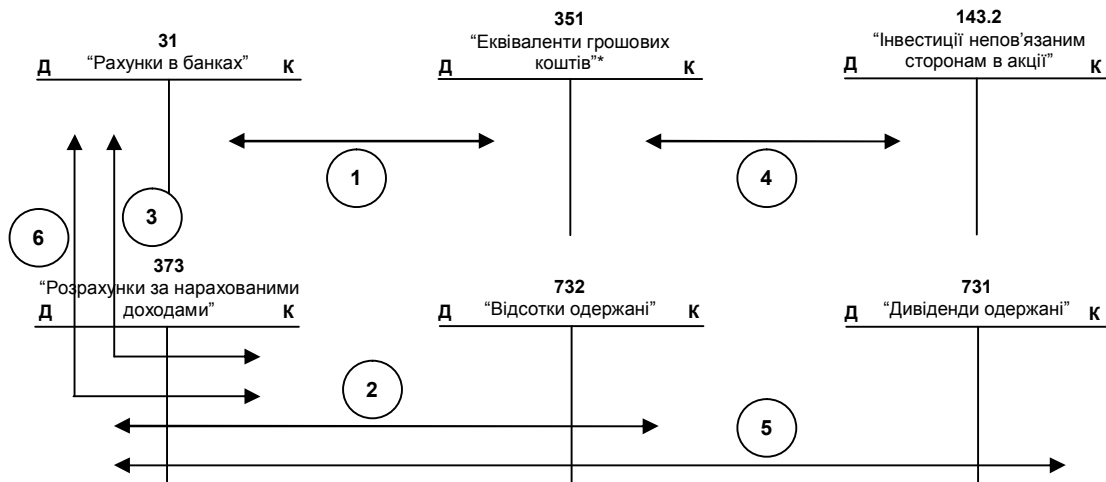 31
“Рахунки в банках”
Д К
351
“Еквіваленти грошових
коштів”*
Д К
143.2
“Інвестиції непов’язаним
сторонам в акції”
Д К
1
4
3
6
373
“Розрахунки за нарахованими
доходами”
Д К
732
“Відсотки одержані”
Д К
731
“Дивіденди одержані”
Д К
2
5